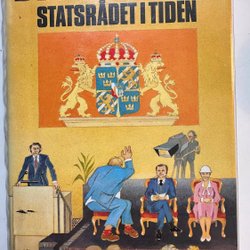 STATSRÅDET I TIDEN